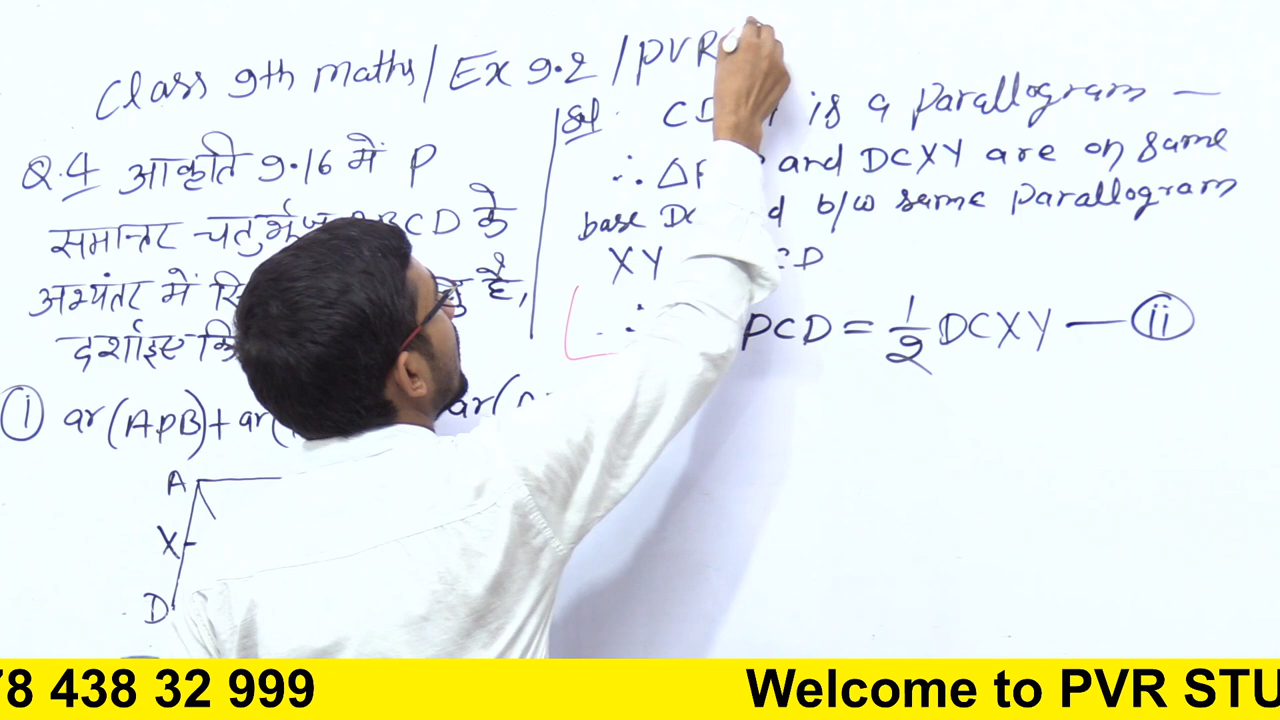 Class 9th maths / Ex 9.2 / PVR
Q.4 आकृति 9.16 में P
समान्तर चतुर्भुज ABCD के
अभ्यंतर में है,
दर्शाइए कि
i ar(APB)+ar(
ar(
A
X
D
Sol. CD is a Parallogram —
∴ Δ and DCXY are on same
base b/w same Parallogram
XY CD
∴ PCD = 1/2 DCXY — ii
78 438 32 999 Welcome to PVR STU